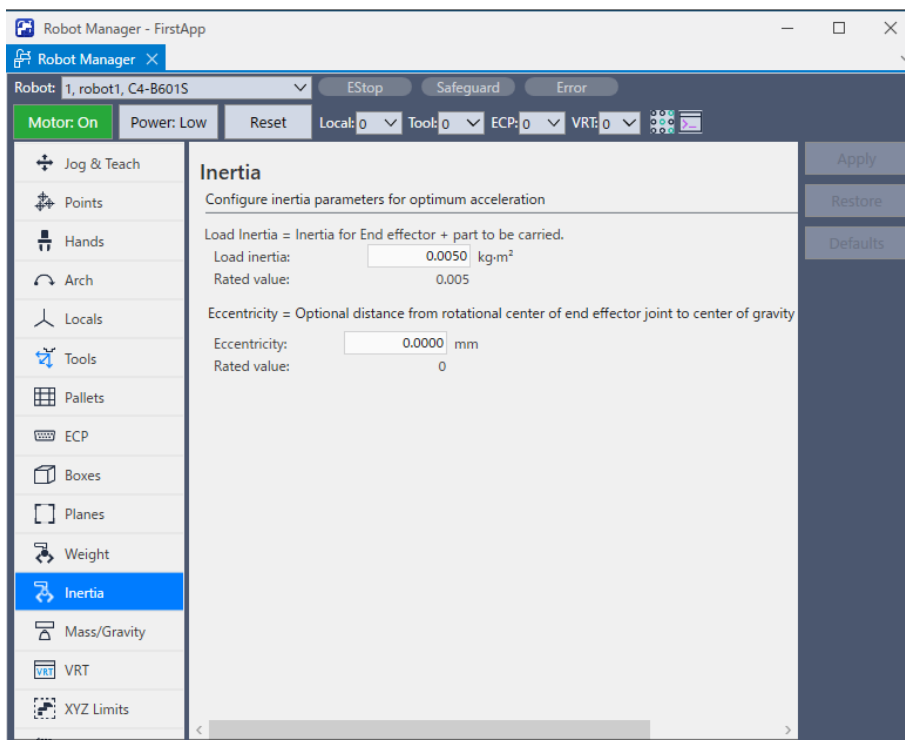 Robot Manager - FirstApp
Robot Manager
Robot: 1, robot1, C4-B601S EStop Safeguard Error
Motor: On Power: Low Reset Local: 0 Tool: 0 ECP: 0 VRT: 0
Jog & Teach
Points
Hands
Arch
Locals
Tools
Pallets
ECP
Boxes
Planes
Weight
Inertia
Mass/Gravity
VRT VRT
XYZ Limits
Inertia
Configure inertia parameters for optimum acceleration
Load Inertia = Inertia for End effector + part to be carried.
Load inertia: 0.0050 kg·m²
Rated value: 0.005
Eccentricity = Optional distance from rotational center of end effector joint to center of gravity
Eccentricity: 0.0000 mm
Rated value: 0
Apply
Restore
Defaults